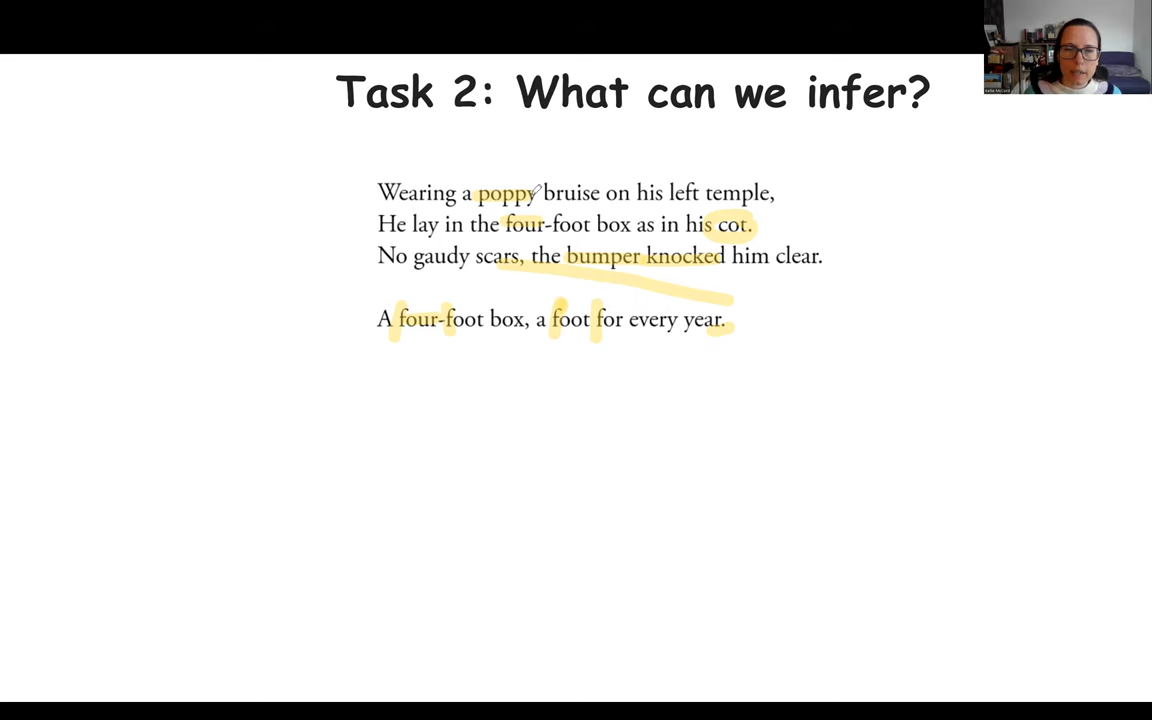 Task 2: What can we infer?
Wearing a poppy bruise on his left temple,
He lay in the four-foot box as in his cot.
No gaudy scars, the bumper knocked him clear.
A four-foot box, a foot for every year.